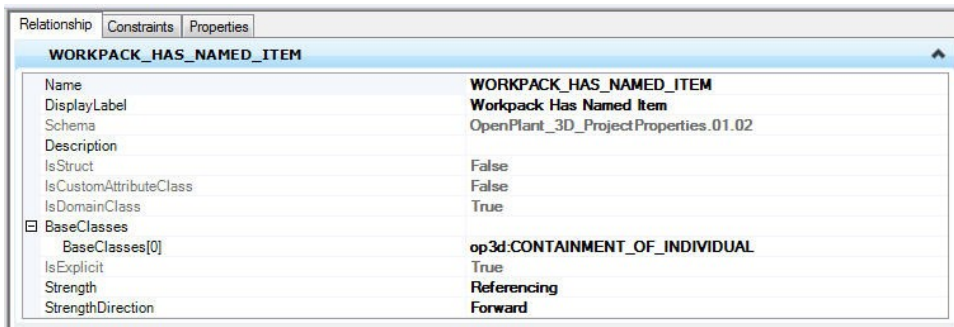 Relationship Constraints Properties
WORKPACK_HAS_NAMED_ITEM
Name WORKPACK_HAS_NAMED_ITEM
DisplayLabel Workpack Has Named Item
Schema OpenPlant_3D_ProjectProperties.01.02
Description
IsStruct False
IsCustomAttributeClass False
IsDomainClass True
BaseClasses
BaseClasses[0] op3d:CONTAINMENT_OF_INDIVIDUAL
IsExplicit True
Strength Referencing
StrengthDirection Forward